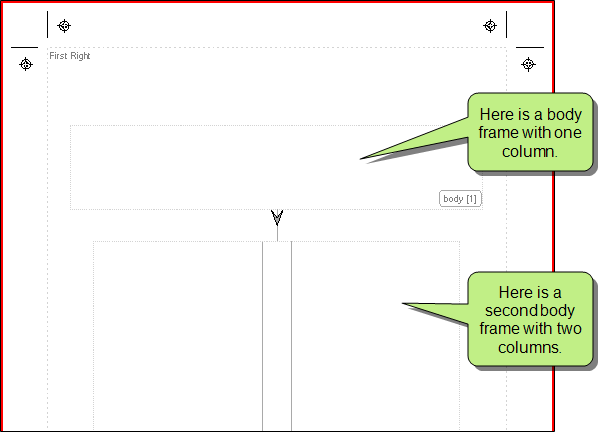 First Right
Here is a body
frame with one
column.
body [1]
Here is a
second body
frame with two
columns.